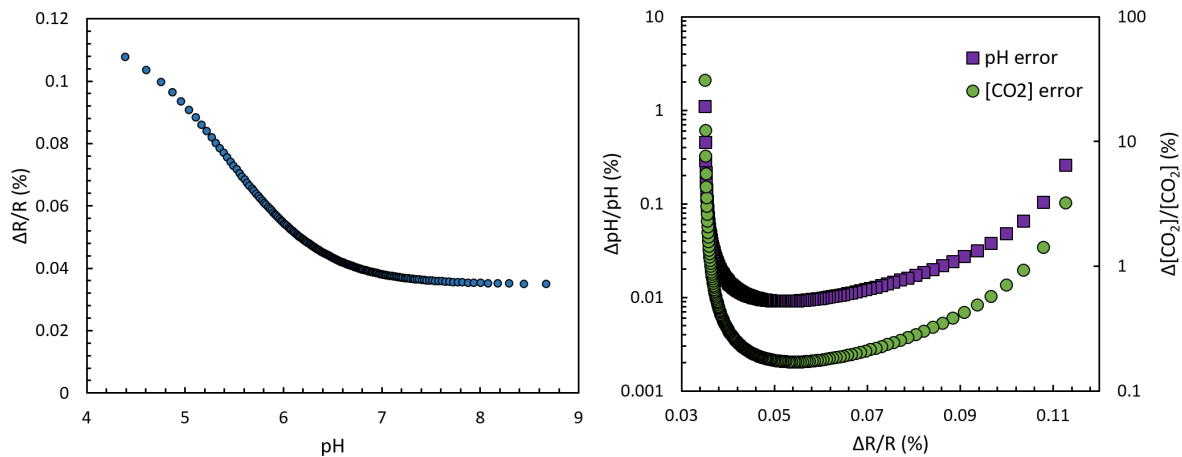 0.12
0.1
0.08
0.06
0.04
0.02
0
4 5 6 7 8 9
pH
ΔR/R (%)
10
1
0.1
0.01
0.001
ΔpH/pH (%)
pH error
[CO2] error
100
10
1
0.1
Δ[CO₂]/[CO₂] (%)
0.03 0.05 0.07 0.09 0.11
ΔR/R (%)